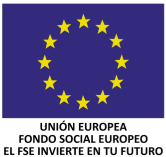 UNIÓN EUROPEA
FONDO SOCIAL EUROPEO
EL FSE INVIERTE EN TU FUTURO